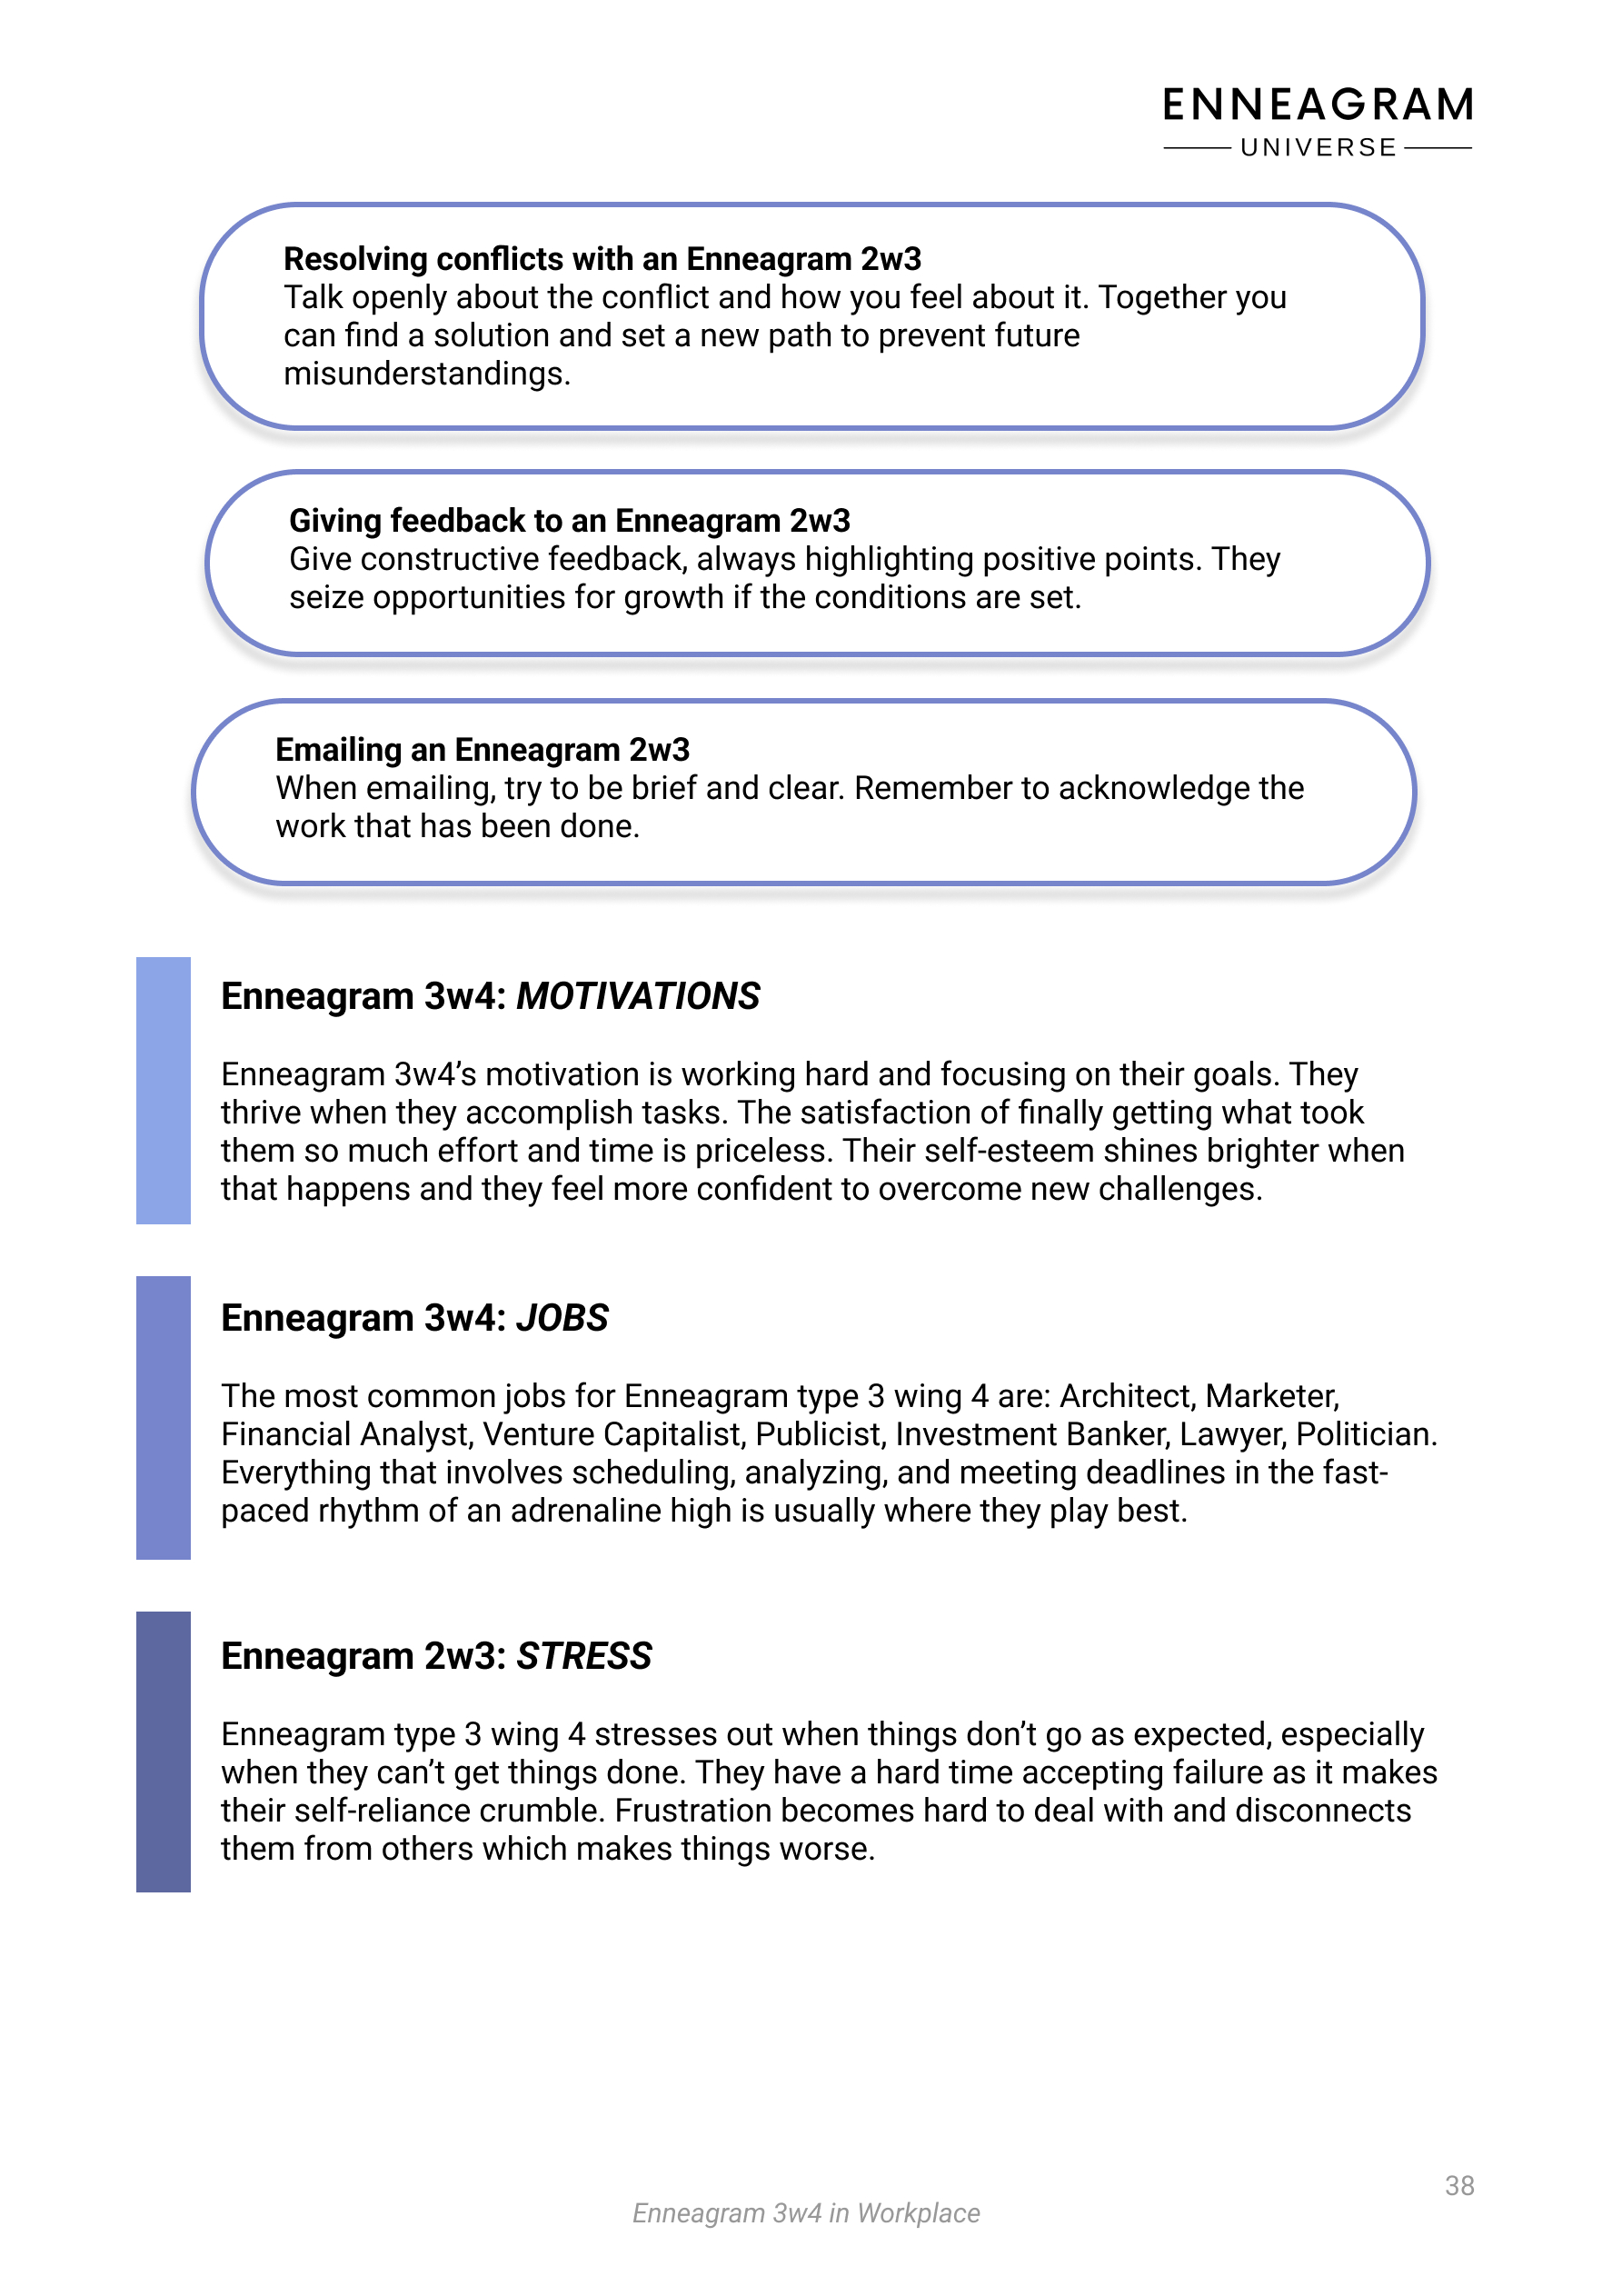 ENNEAGRAM
UNIVERSE
Resolving conflicts with an Enneagram 2w3
Talk openly about the conflict and how you feel about it. Together you
can find a solution and set a new path to prevent future
misunderstandings.
Giving feedback to an Enneagram 2w3
Give constructive feedback, always highlighting positive points. They
seize opportunities for growth if the conditions are set.
Emailing an Enneagram 2w3
When emailing, try to be brief and clear. Remember to acknowledge the
work that has been done.
Enneagram 3w4: MOTIVATIONS
Enneagram 3w4’s motivation is working hard and focusing on their goals. They
thrive when they accomplish tasks. The satisfaction of finally getting what took
them so much effort and time is priceless. Their self-esteem shines brighter when
that happens and they feel more confident to overcome new challenges.
Enneagram 3w4: JOBS
The most common jobs for Enneagram type 3 wing 4 are: Architect, Marketer,
Financial Analyst, Venture Capitalist, Publicist, Investment Banker, Lawyer, Politician.
Everything that involves scheduling, analyzing, and meeting deadlines in the fast-
paced rhythm of an adrenaline high is usually where they play best.
Enneagram 2w3: STRESS
Enneagram type 3 wing 4 stresses out when things don’t go as expected, especially
when they can’t get things done. They have a hard time accepting failure as it makes
their self-reliance crumble. Frustration becomes hard to deal with and disconnects
them from others which makes things worse.
38
Enneagram 3w4 in Workplace